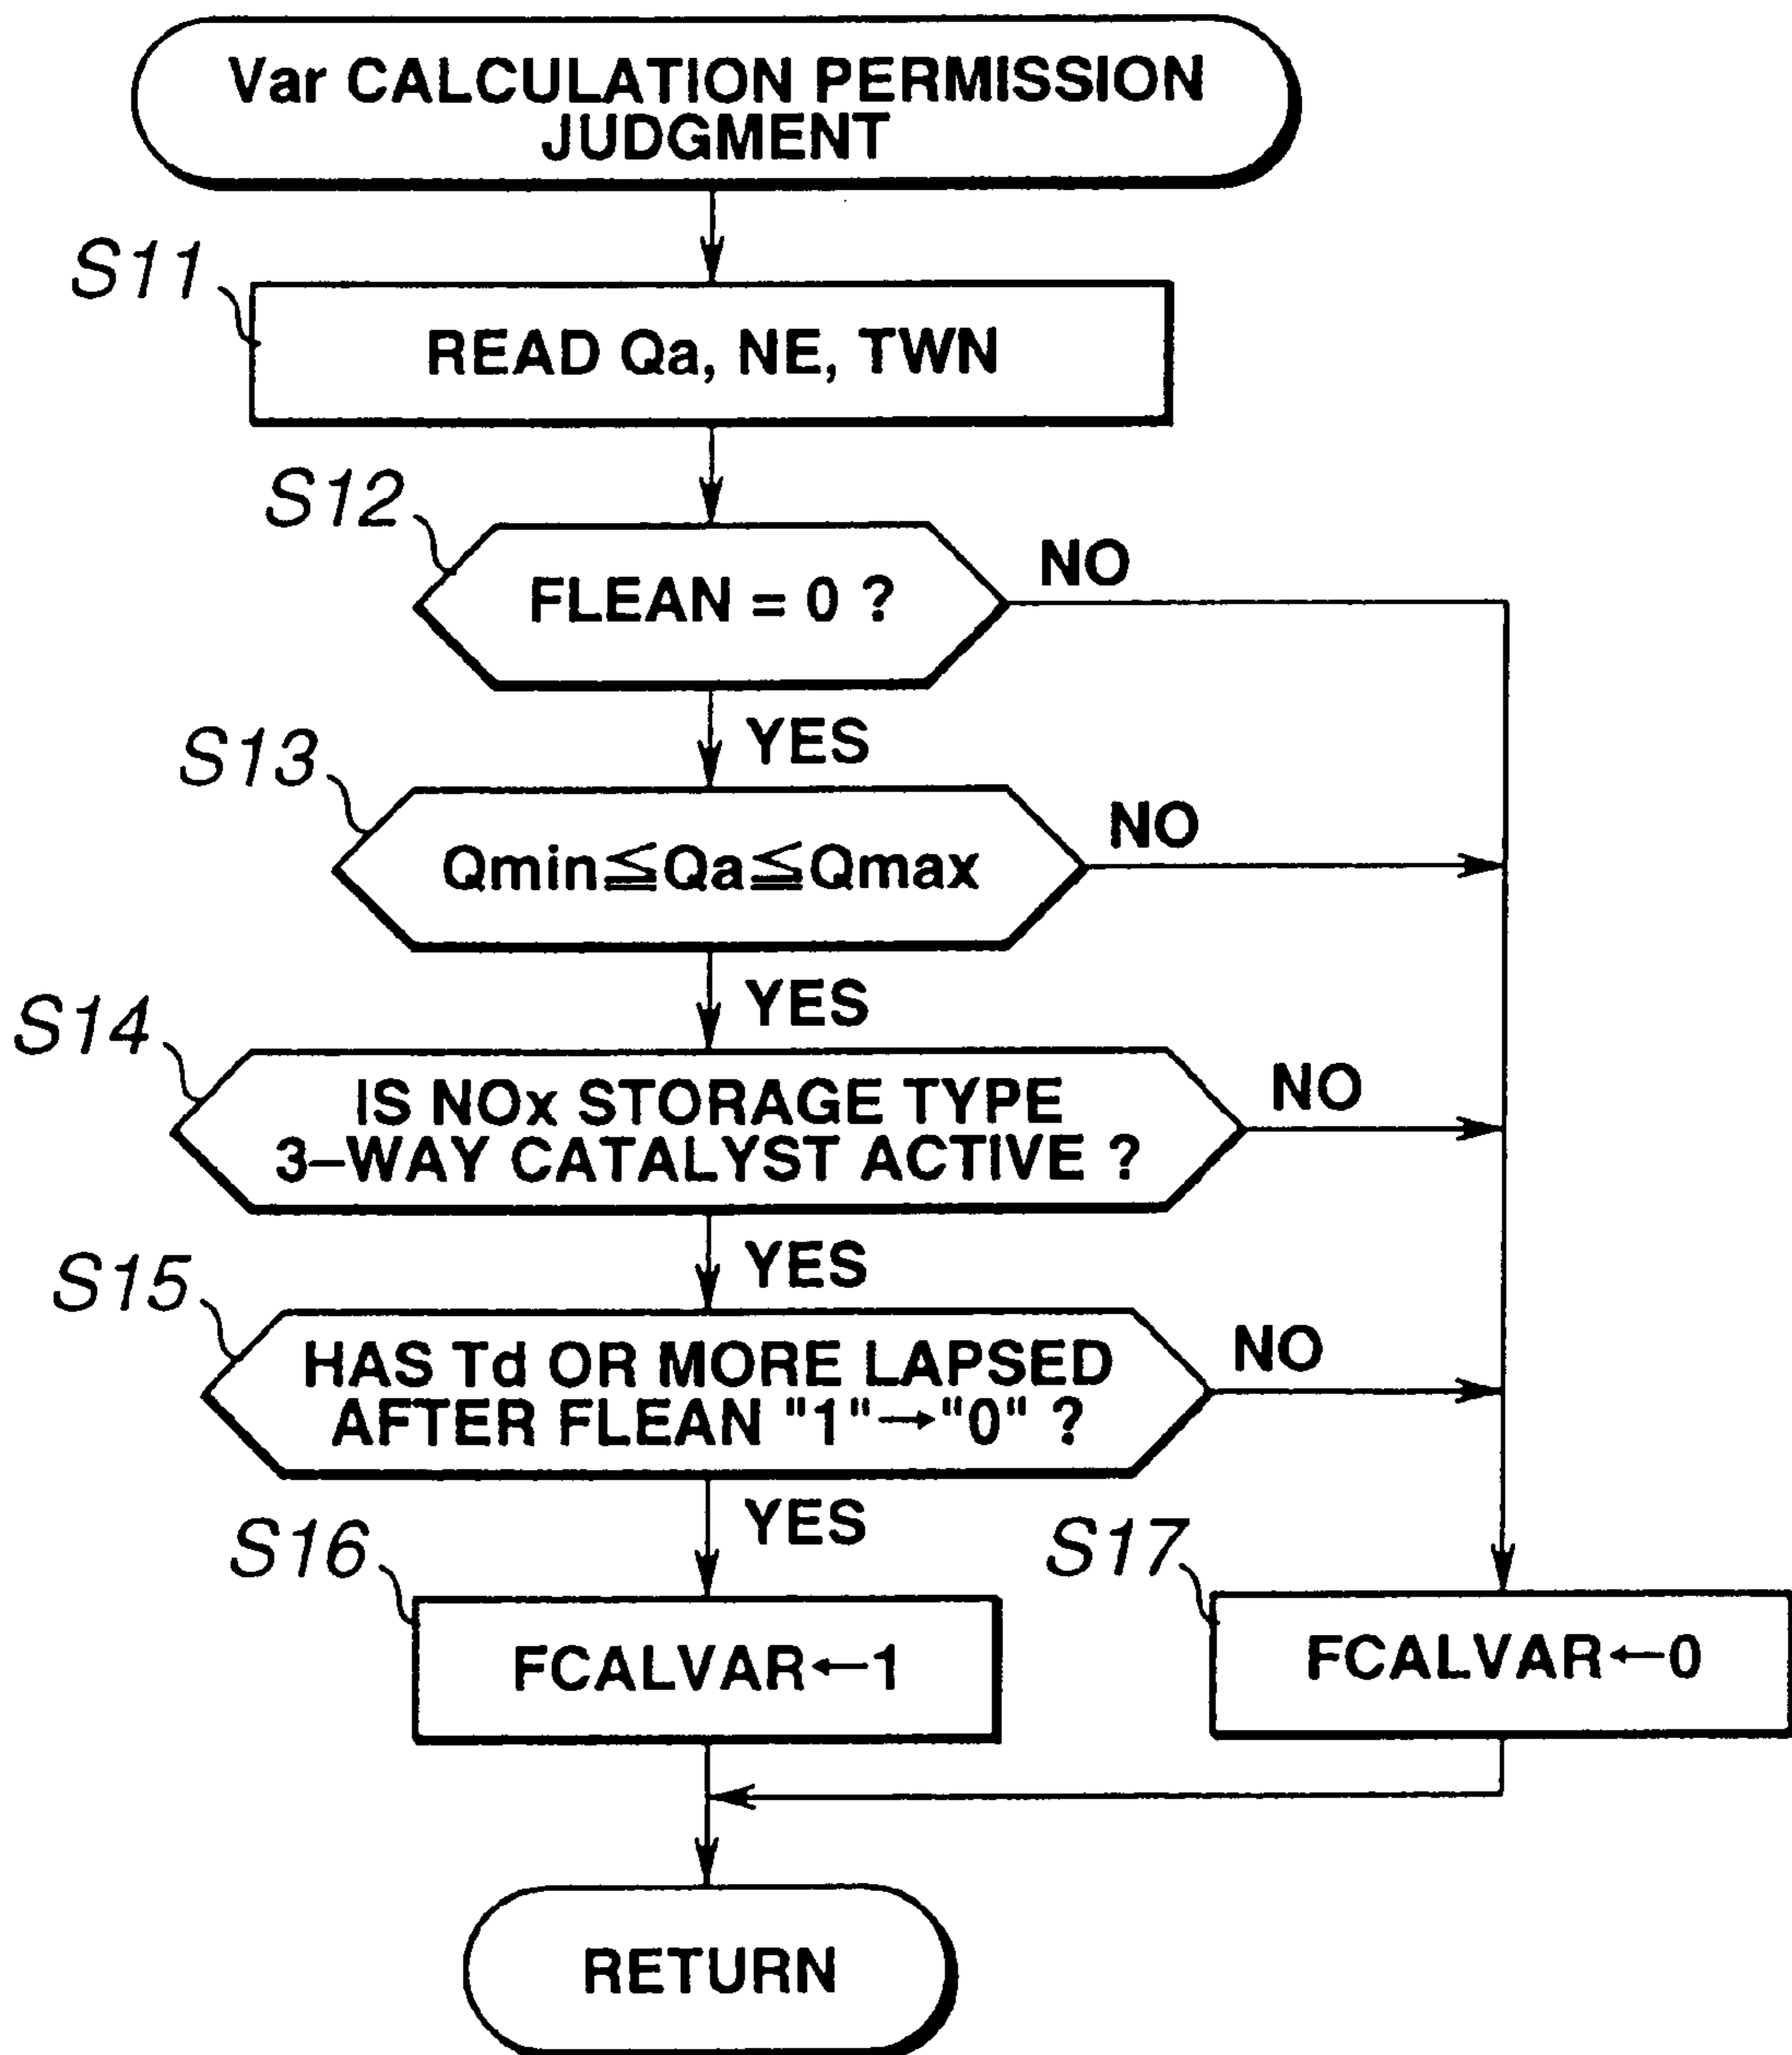 Var CALCULATION PERMISSION
JUDGMENT
S11
READ Qa, NE, TWN
S12
FLEAN = 0 ?
NO
YES
S13
Qmin≦Qa≦Qmax
NO
YES
S14
IS NOx STORAGE TYPE
3–WAY CATALYST ACTIVE ?
NO
YES
S15
HAS Td OR MORE LAPSED
AFTER FLEAN "1"→"0" ?
NO
YES
S16
FCALVAR←1
S17
FCALVAR←0
RETURN